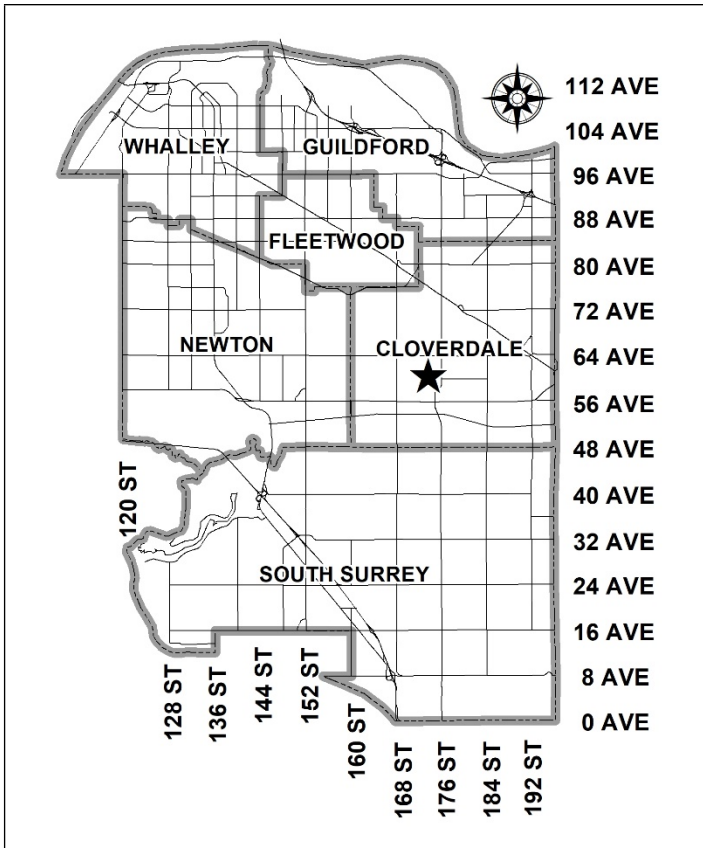 112 AVE
104 AVE
WHALLEY
GUILDFORD
96 AVE
88 AVE
FLEETWOOD
80 AVE
72 AVE
NEWTON
CLOVERDALE
64 AVE
56 AVE
48 AVE
120 ST
40 AVE
32 AVE
SOUTH SURREY
24 AVE
16 AVE
8 AVE
128 ST
136 ST
144 ST
152 ST
160 ST
0 AVE
168 ST
176 ST
184 ST
192 ST